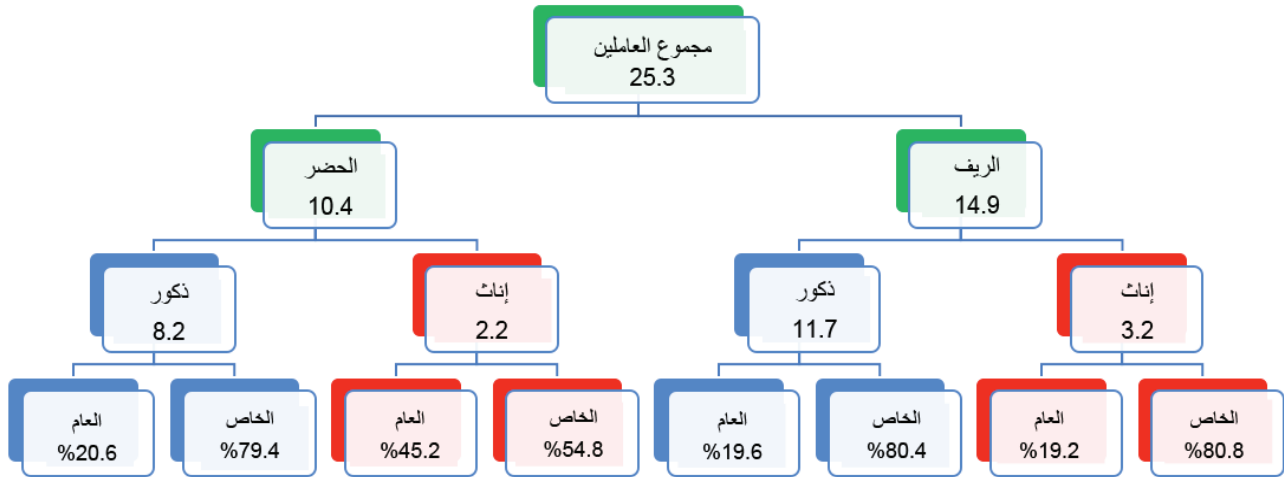 مجموع العاملين
25.3
الريف
14.9
الحضر
10.4
إناث
3.2
ذكور
11.7
إناث
2.2
ذكور
8.2
الخاص
%80.8
العام
%19.2
الخاص
%80.4
العام
%19.6
الخاص
%54.8
العام
%45.2
الخاص
%79.4
العام
%20.6